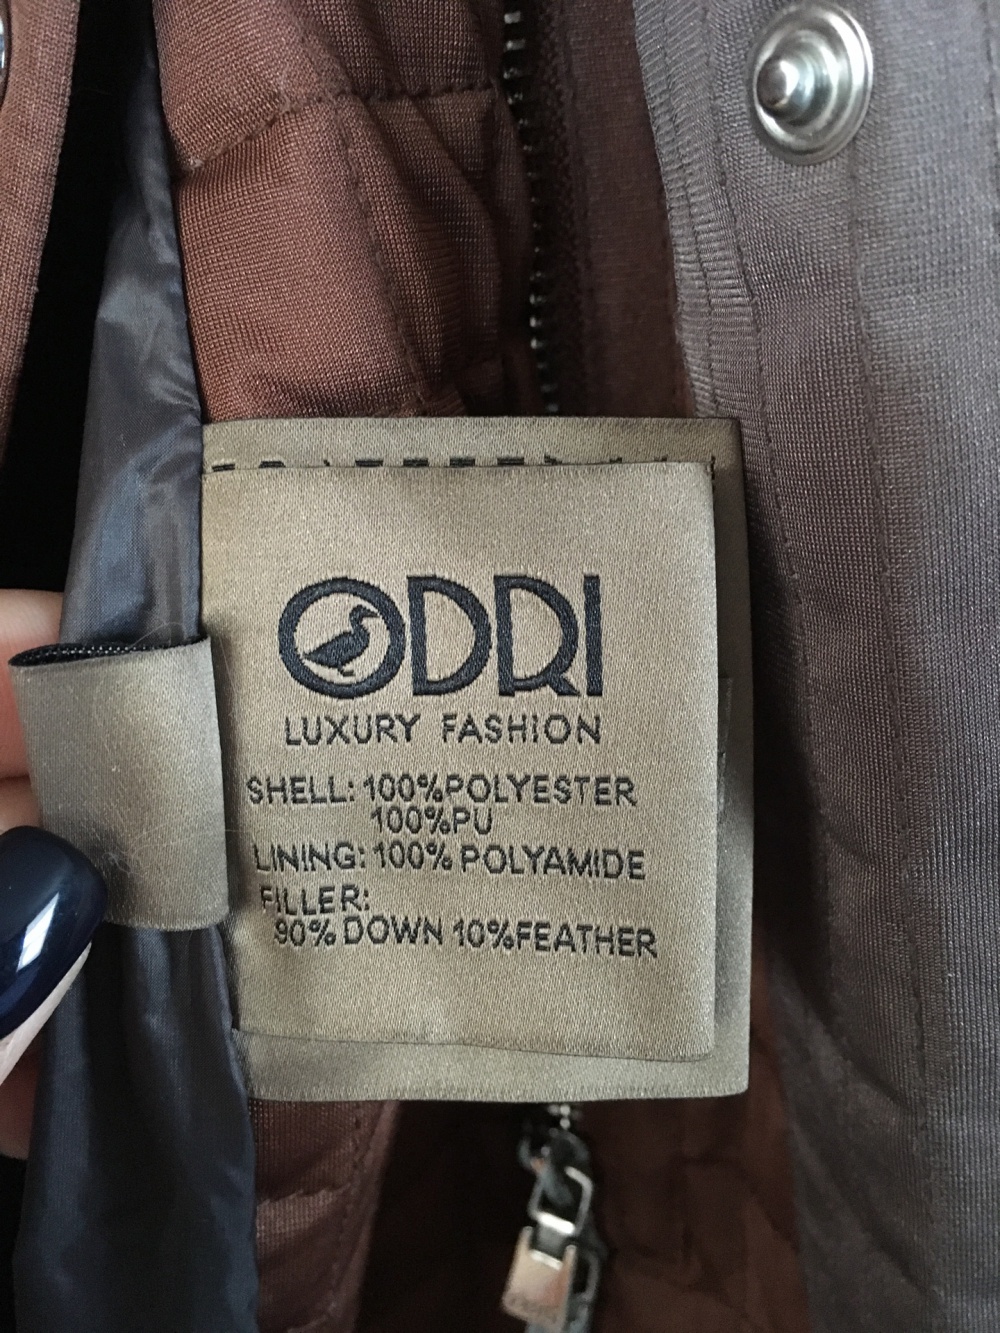 ODRI
LUXURY FASHION
SHELL: 100%POLYESTER
100%PU
LINING: 100% POLYAMIDE
FILLER:
90% DOWN 10%FEATHER